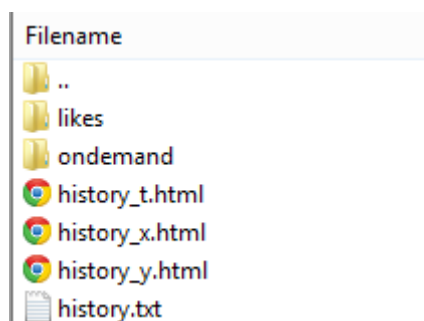 Filename
..
likes
ondemand
history_t.html
history_x.html
history_y.html
history.txt